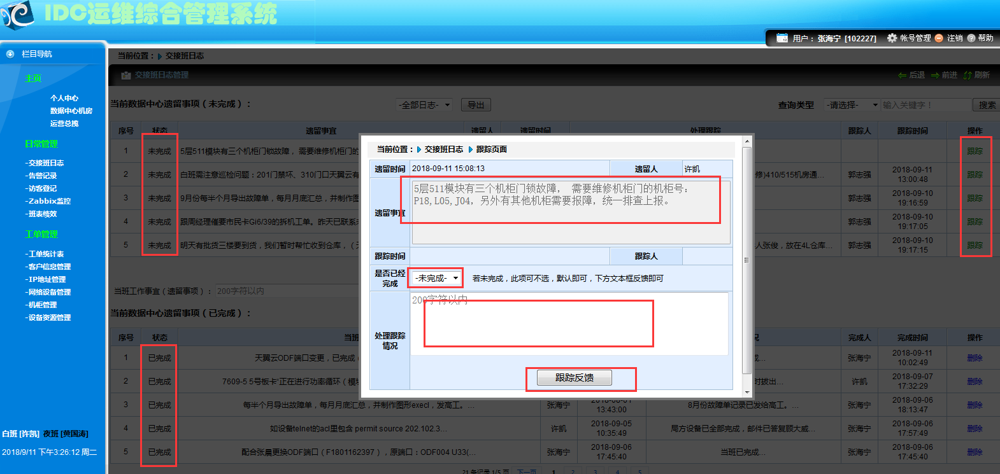 IDC运维综合管理系统
用户： 张海宁 [102227] 帐号管理 注销 帮助
栏目导航
主页
个人中心
数据中心机房
运营总揽
日常管理
-交接班日志
-告警记录
-访客登记
-Zabbix监控
-班表绩效
工单管理
-工单统计表
-客户信息管理
-IP地址管理
-网络设备管理
-机柜管理
-设备资源管理
白班 [许凯] 夜班 [黄国涛]
2018/9/11 下午3:26:12 周二
当前位置： 交接班日志
交接班日志管理 后退 前进 刷新
当前数据中心遗留事项（未完成）： -全部日志- 导出 查询类型 -请选择- 输入关键字！ 搜索
序号 状态 遗留事宜 遗留人 遗留时间 处理跟踪 跟踪人 跟踪时间 操作
1 未完成 5层511模块有三个机柜门锁故障， 需要维修机柜门的 跟踪
2 未完成 白班需注意巡检问题：201门禁坏、310门口天翼云有 修)410/515机房通... 郭志强 2018-09-11 13:00:48 跟踪
3 未完成 9月份每半个月导出故障单，每月月底汇总，并制作图 郭志强 2018-09-10 19:16:59 跟踪
4 未完成 跟周经理催要市民卡Gi6/39的拆机工单。昨天已联系 郭志强 2018-09-10 19:17:05 跟踪
5 未完成 明天有批货三楼要到货，我们暂时帮忙收到仓库，（ 人张俊，放在4L仓库... 郭志强 2018-09-10 19:17:15 跟踪
当班工作事宜（遗留事项）： 200字符以内
当前位置： 交接班日志 跟踪页面
遗留时间 2018-09-11 15:08:13 遗留人 许凯
遗留事宜
5层511模块有三个机柜门锁故障， 需要维修机柜门的机柜号：
P18,L05,J04，另外有其他机柜需要报障，统一排查上报。
跟踪时间 跟踪人
是否已经完成 -未完成- 若未完成，此项可不选，默认即可，下方文本框反馈即可
处理跟踪情况
200字符以内
跟踪反馈
当前数据中心遗留事项（已完成）：
序号 状态 当班 况 完成人 完成时间 操作
1 已完成 天翼云ODF端口变更，已完成 成... 张海宁 2018-09-11 10:02:49 删除
2 已完成 7609-5 5号板卡“正在进行功率循环（模 时拔出... 许凯 2018-09-07 17:32:29 删除
3 已完成 每半个月导出故障单，每月月底汇总，并制作图形execl，发高工。... 张海宁 13:43:00 8月份故障单记录已发给高工。... 张海宁 2018-09-06 18:13:47 删除
4 已完成 如设备telnet的acl里包含 permit source 202.102.3... 许凯 2018-09-05 10:35:49 局方设备已全部完成，邮件已答复顾大威... 张海宁 2018-09-06 17:57:49 删除
5 已完成 配合张晨更换ODF端口（F1801162397），原端口：ODF004 U33(... 张海宁 2018-09-06 17:45:40 当班已完成... 张海宁 2018-09-06 17:45:40 删除
21 条记录 1/5 页 下一页 1 2 3 4 5